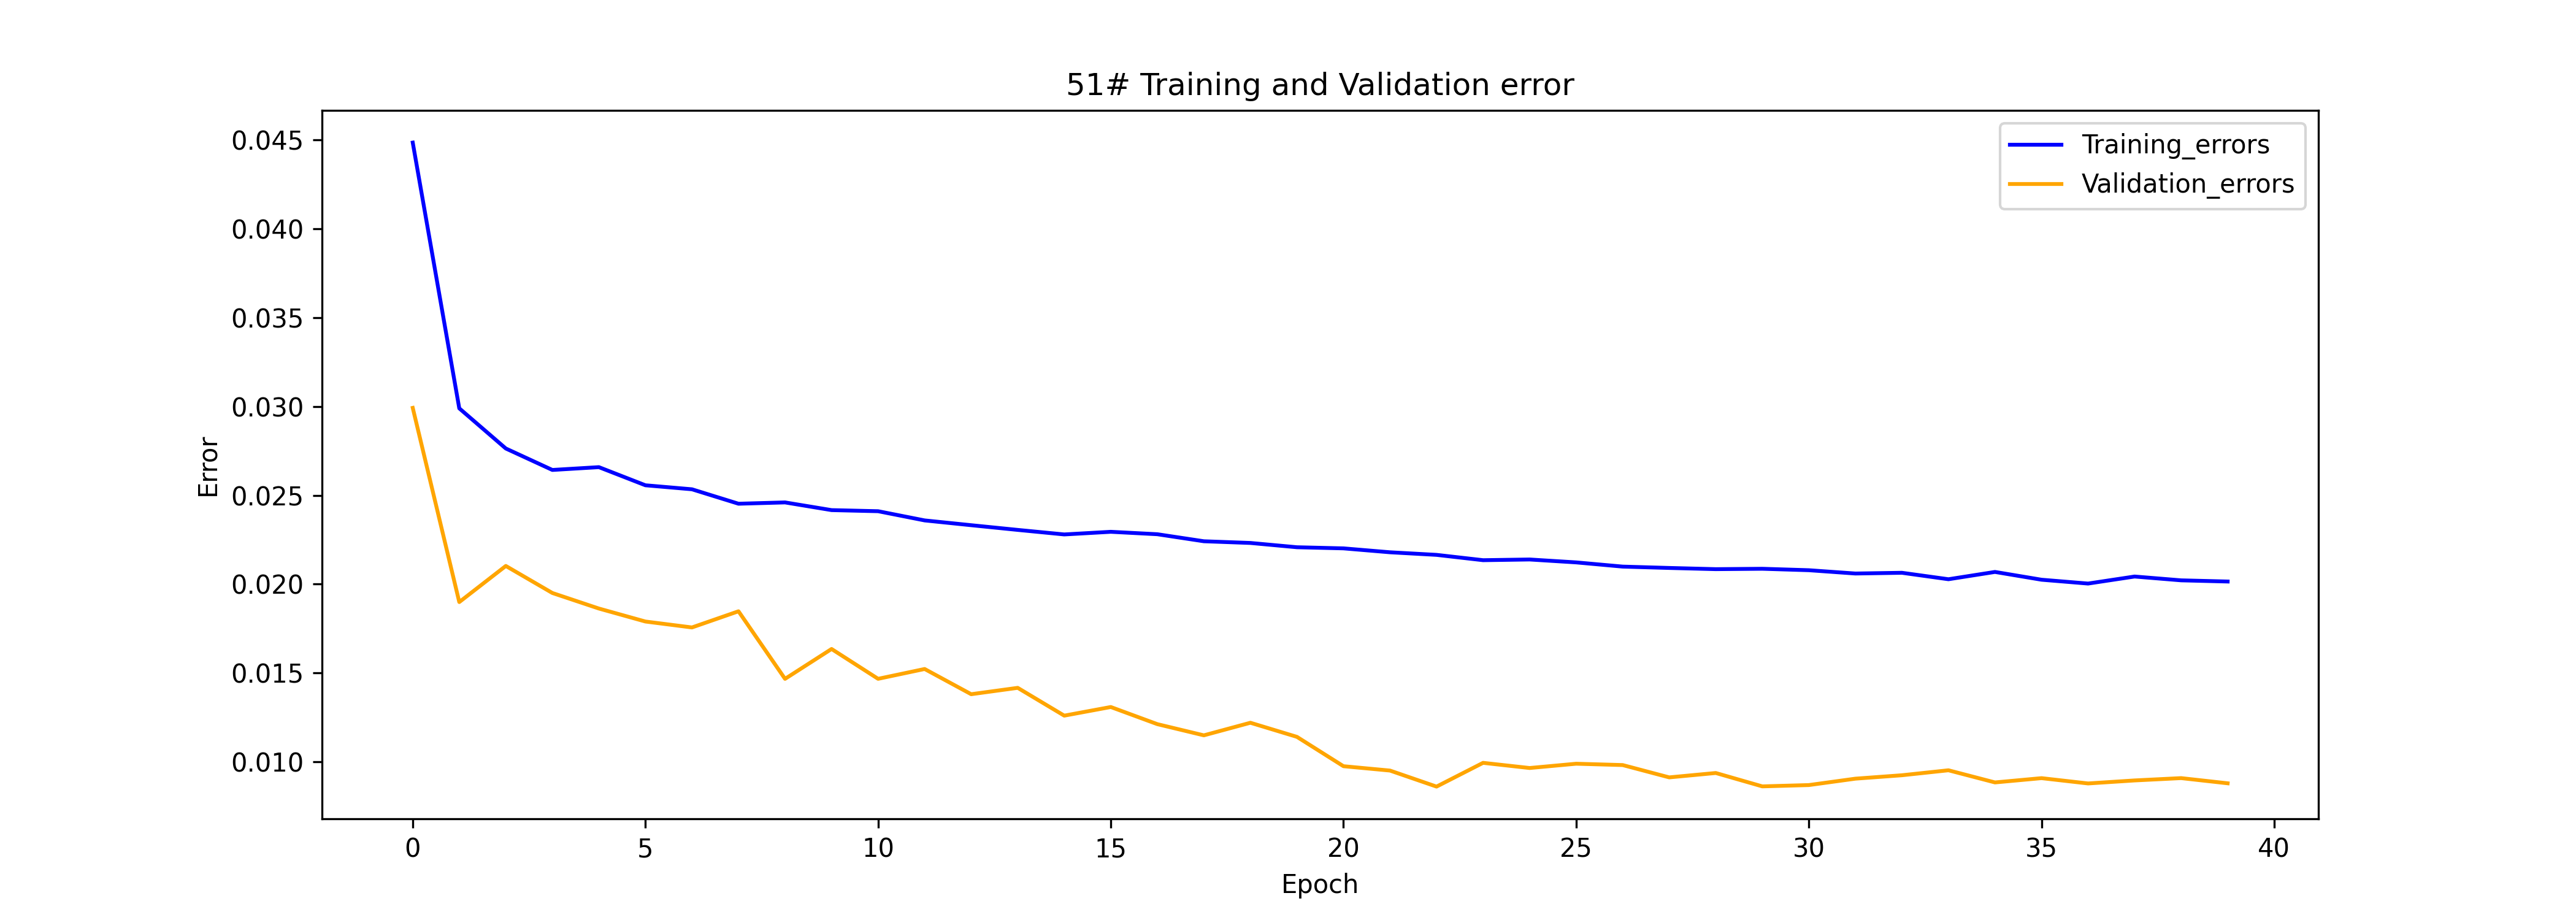 51# Training and Validation error
Training_errors
Validation_errors
0.045
0.040
0.035
0.030
0.025
0.020
0.015
0.010
Error
0 5 10 15 20 25 30 35 40
Epoch